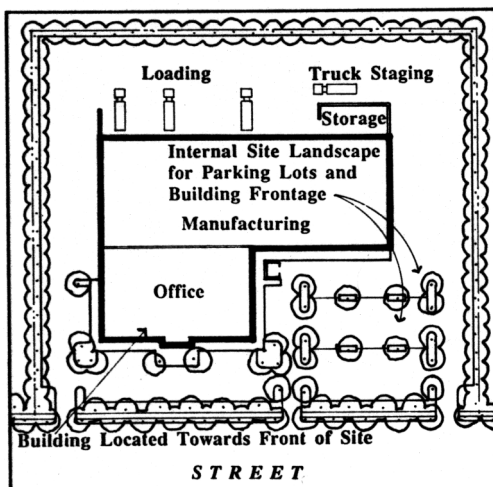 Loading
Truck Staging
Storage
Internal Site Landscape
for Parking Lots and
Building Frontage
Manufacturing
Office
Building Located Towards Front of Site
STREET